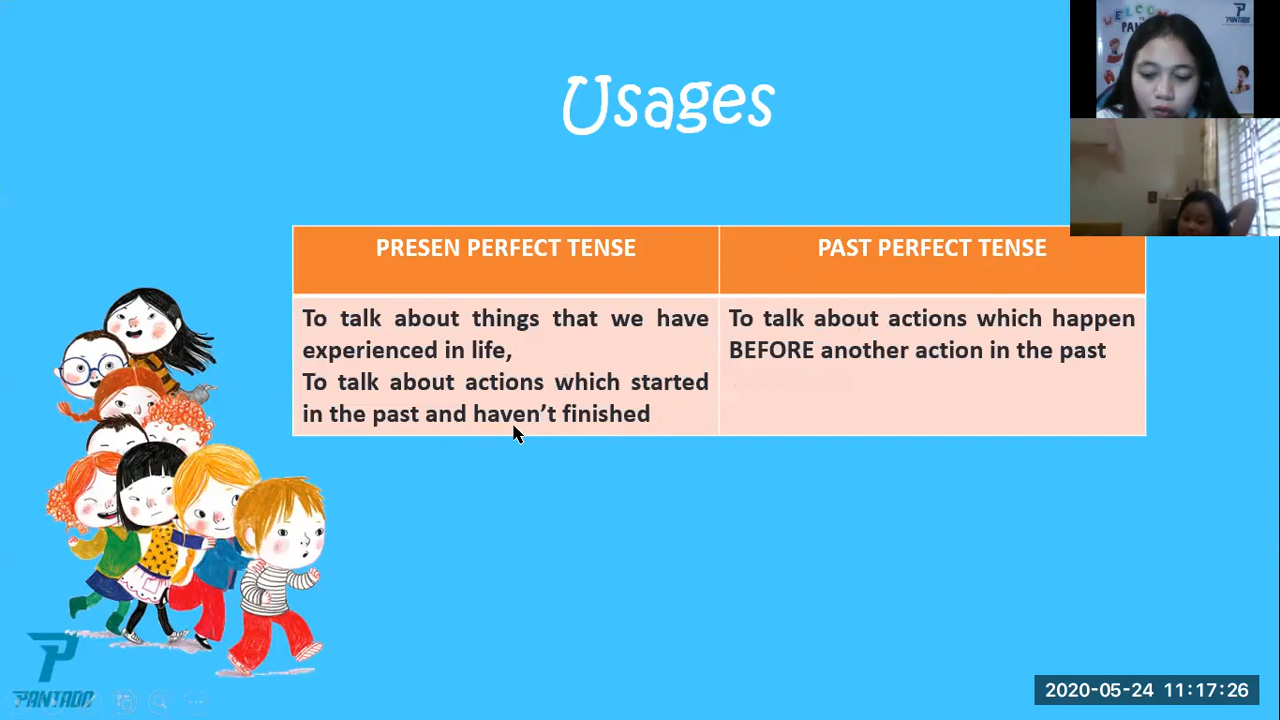 Usages
PRESEN PERFECT TENSE
PAST PERFECT TENSE
To talk about things that we have
experienced in life,
To talk about actions which started
in the past and haven't finished
To talk about actions which happen
BEFORE another action in the past
PANTADO
2020-05-24 11:17:26